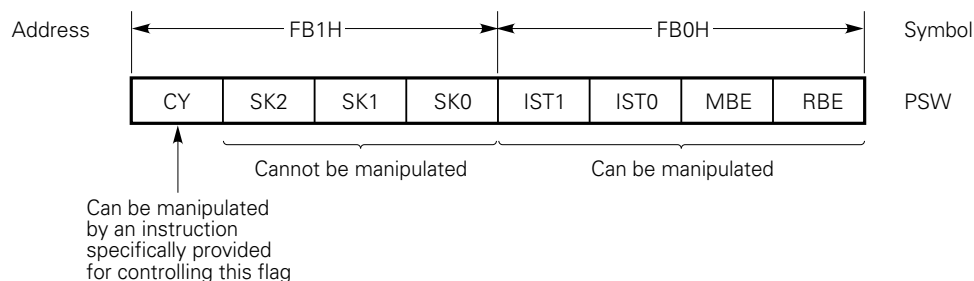 Address FB1H FB0H Symbol
CY SK2 SK1 SK0 IST1 IST0 MBE RBE PSW
Cannot be manipulated Can be manipulated
Can be manipulated
by an instruction
specifically provided
for controlling this flag